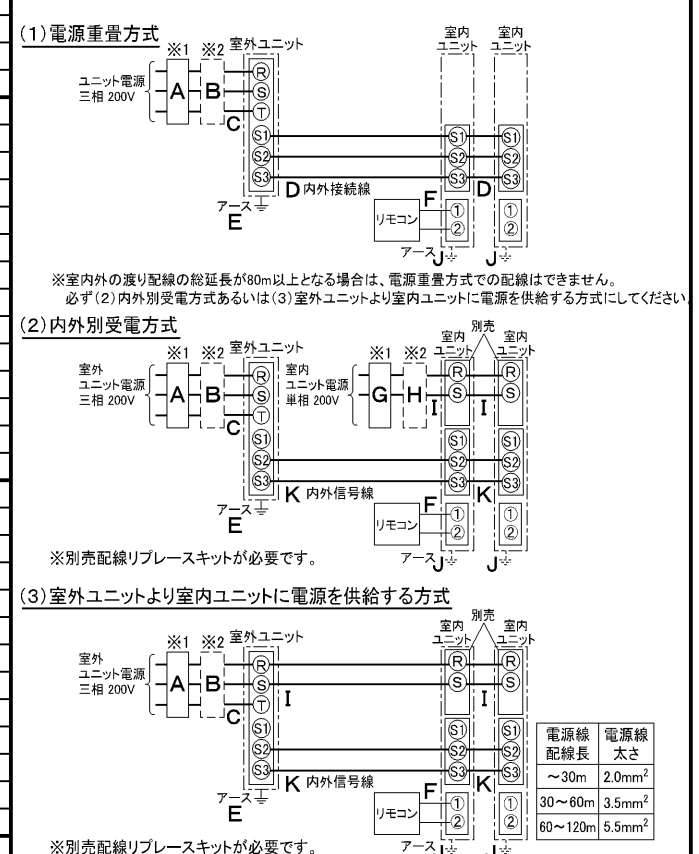 (1)電源重畳方式
※1 ※2 室外ユニット
室内ユニット 室内ユニット
ユニット電源
三相 200V
A B C
R
S
T
S1 S1 S1
S2 S2 S2
S3 S3 S3
D 内外接続線 D
アース
E
リモコン F
① ①
② ②
アース J J
※室内外の渡り配線の総延長が80m以上となる場合は、電源重畳方式での配線はできません。
必ず(2)内外別受電方式あるいは(3)室外ユニットより室内ユニットに電源を供給する方式にしてください
(2)内外別受電方式
※1 ※2 室外ユニット
※1 ※2 室内ユニット 別売 室内ユニット
室外
ユニット電源
三相 200V
A B C
室内
ユニット電源
単相 200V
G H I I
R R R
S S S
T
S1 S1 S1
S2 S2 S2
S3 S3 S3
K 内外信号線 K
アース
E
リモコン F
① ①
② ②
アース J J
※別売配線リプレースキットが必要です。
(3)室外ユニットより室内ユニットに電源を供給する方式
※1 ※2 室外ユニット
室内ユニット 別売 室内ユニット
室外
ユニット電源
三相 200V
A B C
R R R
S I S I S
T
S1 S1 S1
S2 S2 S2
S3 S3 S3
K 内外信号線 K
アース
E
リモコン F
① ①
② ②
アース J J
電源線配線長 電源線太さ
～30m 2.0mm²
30～60m 3.5mm²
60～120m 5.5mm²
※別売配線リプレースキットが必要です。